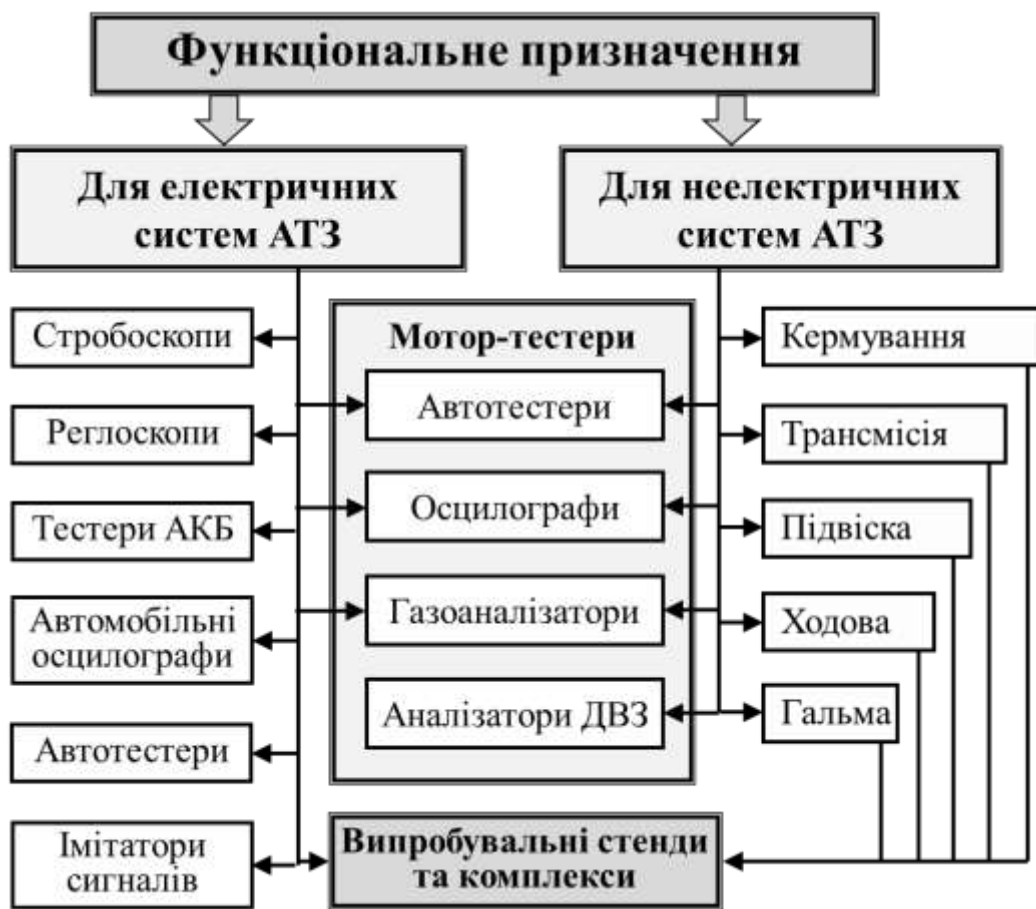 Функціональне призначення
Для електричних
систем АТЗ
Для неелектричних
систем АТЗ
Стробоскопи
Реглоскопи
Тестери АКБ
Автомобільні
осцилографи
Автотестери
Імітатори
сигналів
Мотор-тестери
Автотестери
Осцилографи
Газоаналізатори
Аналізатори ДВЗ
Кермування
Трансмісія
Підвіска
Ходова
Гальма
Випробувальні стенди
та комплекси